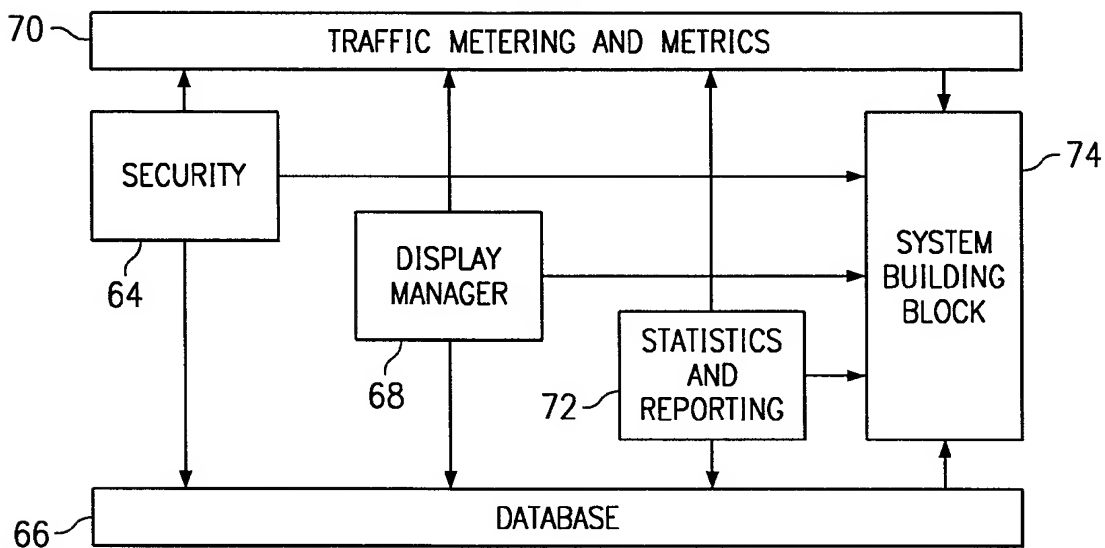 70
TRAFFIC METERING AND METRICS
SECURITY
64
74
DISPLAY
MANAGER
68
SYSTEM
BUILDING
BLOCK
STATISTICS
AND
REPORTING
72
DATABASE
66